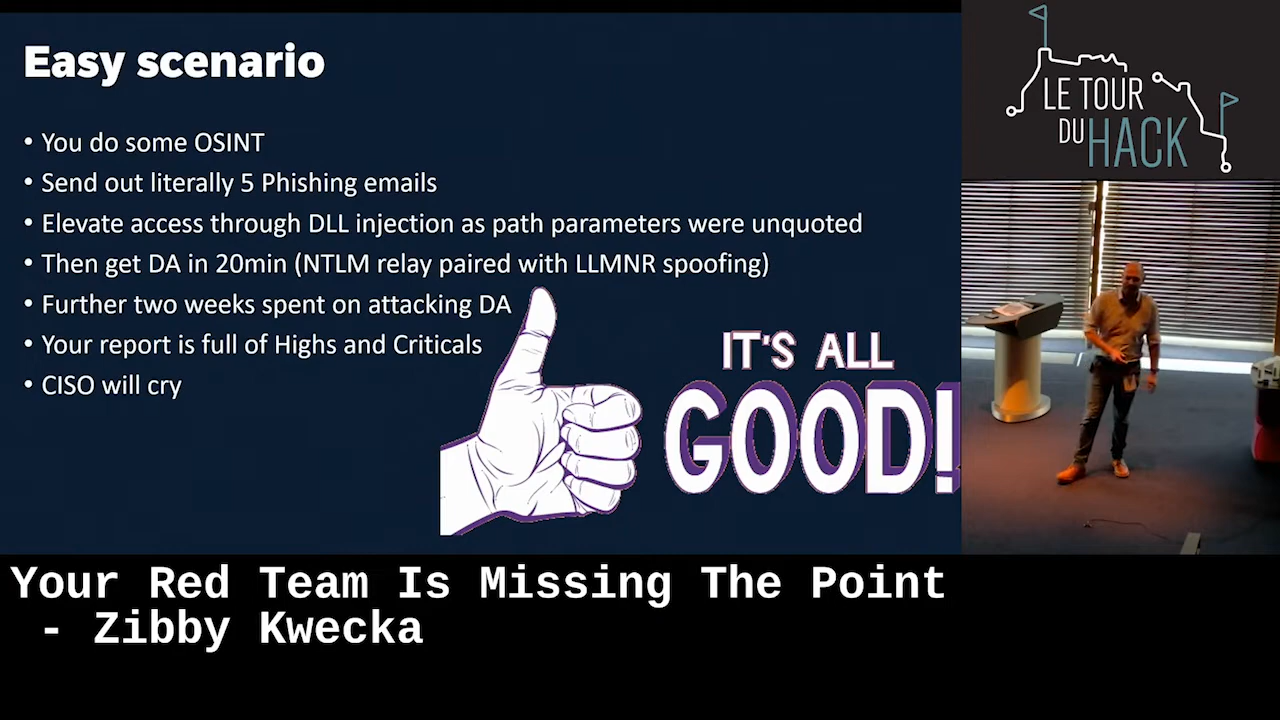 Easy scenario
• You do some OSINT
• Send out literally 5 Phishing emails
• Elevate access through DLL injection as path parameters were unquoted
• Then get DA in 20min (NTLM relay paired with LLMNR spoofing)
• Further two weeks spent on attacking DA
• Your report is full of Highs and Criticals
• CISO will cry
IT'S ALL
GOOD!
LE TOUR
DU HACK
Your Red Team Is Missing The Point
- Zibby Kwecka